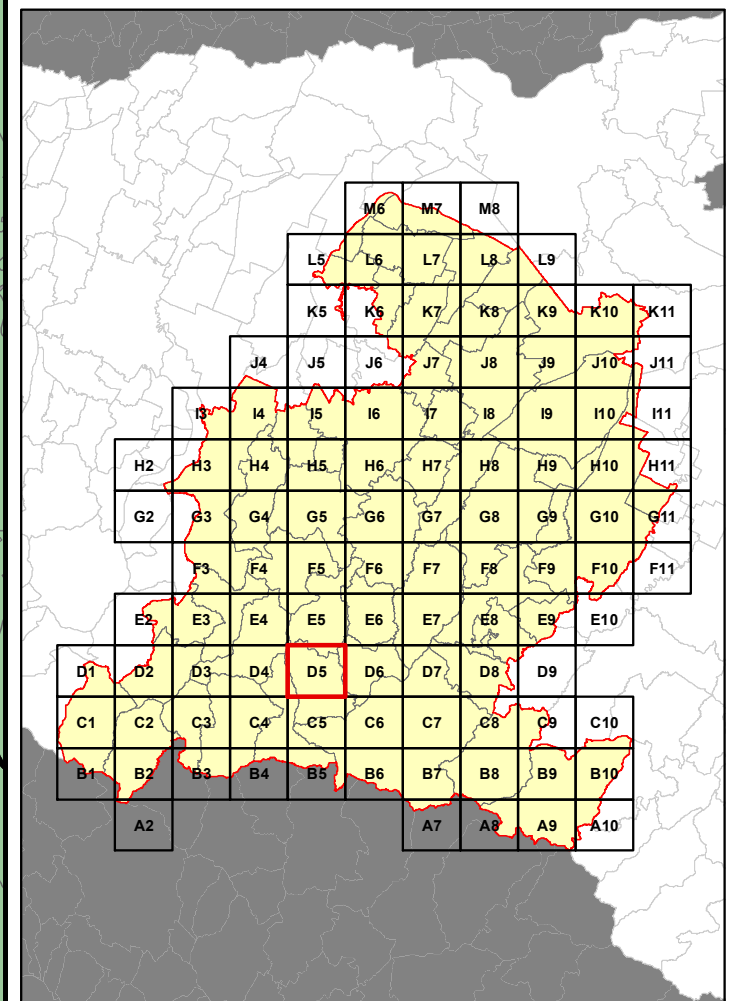 M6 M7 M8
L5 L6 L7 L8 L9
K5 K6 K7 K8 K9 K10 K11
J4 J5 J6 J7 J8 J9 J10 J11
I3 I4 I5 I6 I7 I8 I9 I10 I11
H2 H3 H4 H5 H6 H7 H8 H9 H10 H11
G2 G3 G4 G5 G6 G7 G8 G9 G10 G11
F3 F4 F5 F6 F7 F8 F9 F10 F11
E2 E3 E4 E5 E6 E7 E8 E9 E10
D1 D2 D3 D4 D5 D6 D7 D8 D9
C1 C2 C3 C4 C5 C6 C7 C8 C9 C10
B1 B2 B3 B4 B5 B6 B7 B8 B9 B10
A2 A7 A8 A9 A10